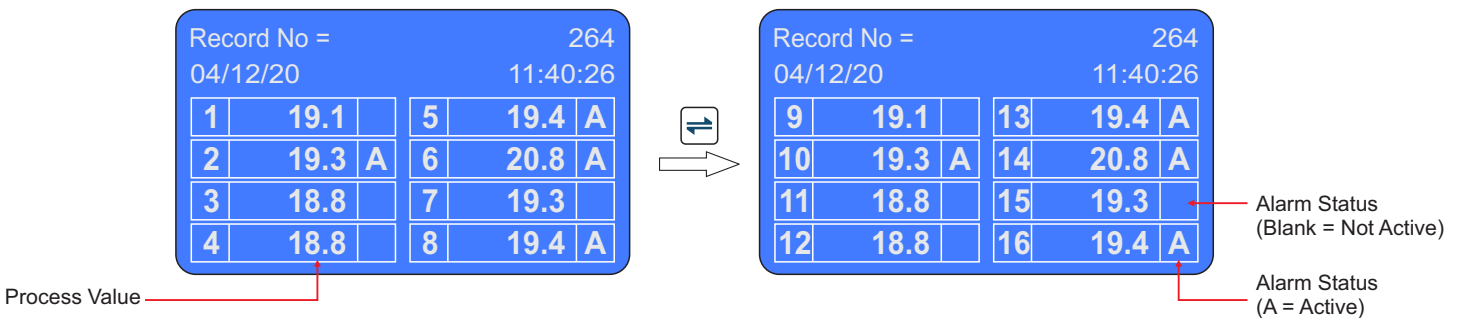 Record No = 264
04/12/20 11:40:26
1 19.1 5 19.4 A
2 19.3 A 6 20.8 A
3 18.8 7 19.3
4 18.8 8 19.4 A
Process Value
Record No = 264
04/12/20 11:40:26
9 19.1 13 19.4 A
10 19.3 A 14 20.8 A
11 18.8 15 19.3
12 18.8 16 19.4 A
Alarm Status
(Blank = Not Active)
Alarm Status
(A = Active)